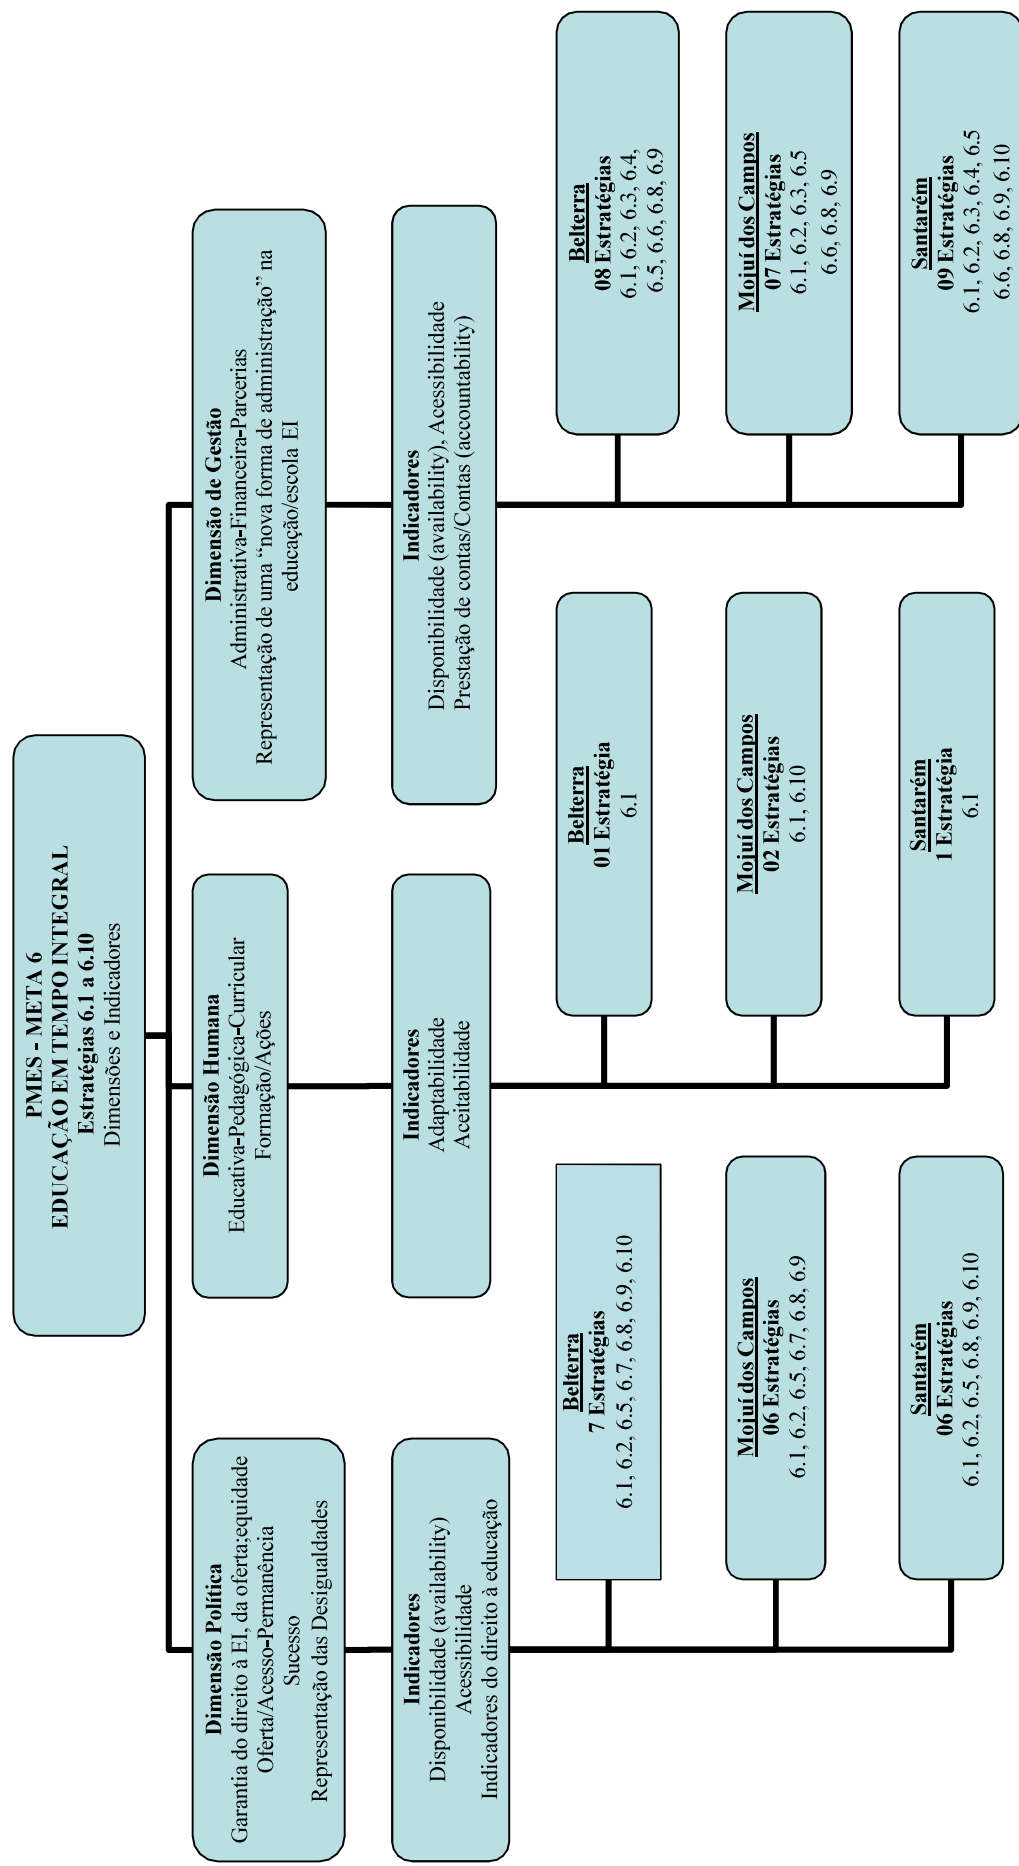 PMES - META 6
EDUCAÇÃO EM TEMPO INTEGRAL
Estratégias 6.1 a 6.10
Dimensões e Indicadores
Dimensão Política
Garantia do direito à EI, da oferta;equidade
Oferta/Acesso-Permanência
Sucesso
Representação das Desigualdades
Indicadores
Disponibilidade (availability)
Acessibilidade
Indicadores do direito à educação
Belterra
7 Estratégias
6.1, 6.2, 6.5, 6.7, 6.8, 6.9, 6.10
Mojuí dos Campos
06 Estratégias
6.1, 6.2, 6.5, 6.7, 6.8, 6.9
Santarém
06 Estratégias
6.1, 6.2, 6.5, 6.8, 6.9, 6.10
Dimensão Humana
Educativa-Pedagógica-Curricular
Formação/Ações
Indicadores
Adaptabilidade
Aceitabilidade
Belterra
01 Estratégia
6.1
Mojuí dos Campos
02 Estratégias
6.1, 6.10
Santarém
1 Estratégia
6.1
Dimensão de Gestão
Administrativa-Financeira-Parcerias
Representação de uma “nova forma de administração” na
educação/escola EI
Indicadores
Disponibilidade (availability), Acessibilidade
Prestação de contas/Contas (accountability)
Belterra
08 Estratégias
6.1, 6.2, 6.3, 6.4,
6.5, 6.6, 6.8, 6.9
Mojuí dos Campos
07 Estratégias
6.1, 6.2, 6.3, 6.5
6.6, 6.8, 6.9
Santarém
09 Estratégias
6.1, 6.2, 6.3, 6.4, 6.5
6.6, 6.8, 6.9, 6.10